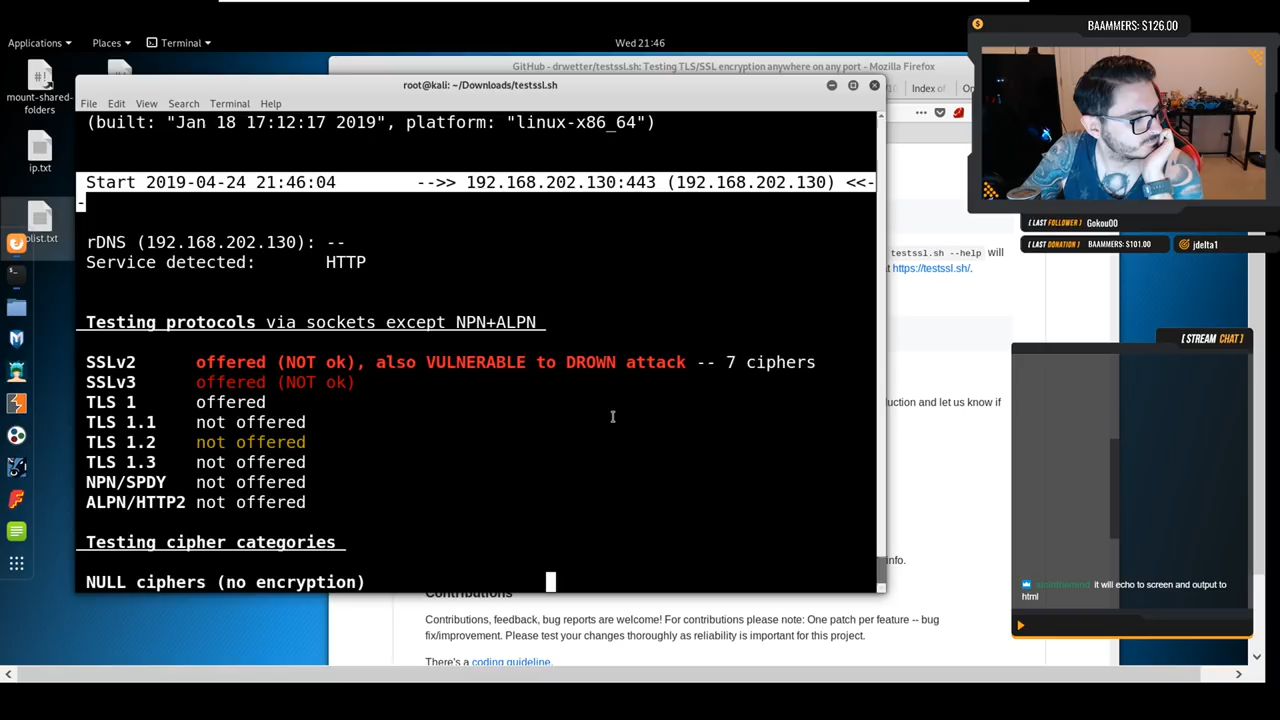 BAAMMERS: $126.00
Applications
Places
Terminal
Wed 21:46
GitHub - drwetter/testssl.sh: Testing TLS/SSL encryption anywhere on any port - Mozilla Firefox
root@kali: ~/Downloads/testssl.sh
Index of
File Edit View Search Terminal Help
mount-shared-folders
(built: "Jan 18 17:12:17 2019", platform: "linux-x86_64")
ip.txt
Start 2019-04-24 21:46:04 -->> 192.168.202.130:443 (192.168.202.130) <<-
-
[ LAST FOLLOWER ] Gokou00
[ LAST DONATION ] BAAMMERS: $101.00
jdelta1
rDNS (192.168.202.130): --
Service detected: HTTP
testssl.sh --help will
at https://testssl.sh/.
Testing protocols via sockets except NPN+ALPN
[ STREAM CHAT ]
SSLv2 offered (NOT ok), also VULNERABLE to DROWN attack -- 7 ciphers
SSLv3 offered (NOT ok)
TLS 1 offered
TLS 1.1 not offered
TLS 1.2 not offered
TLS 1.3 not offered
NPN/SPDY not offered
ALPN/HTTP2 not offered
duction and let us know if
Testing cipher categories
NULL ciphers (no encryption)
info.
it will echo to screen and output to
html
Contributions
Contributions, feedback, bug reports are welcome! For contributions please note: One patch per feature -- bug
fix/improvement. Please test your changes thoroughly as reliability is important for this project.
There's a coding guideline.